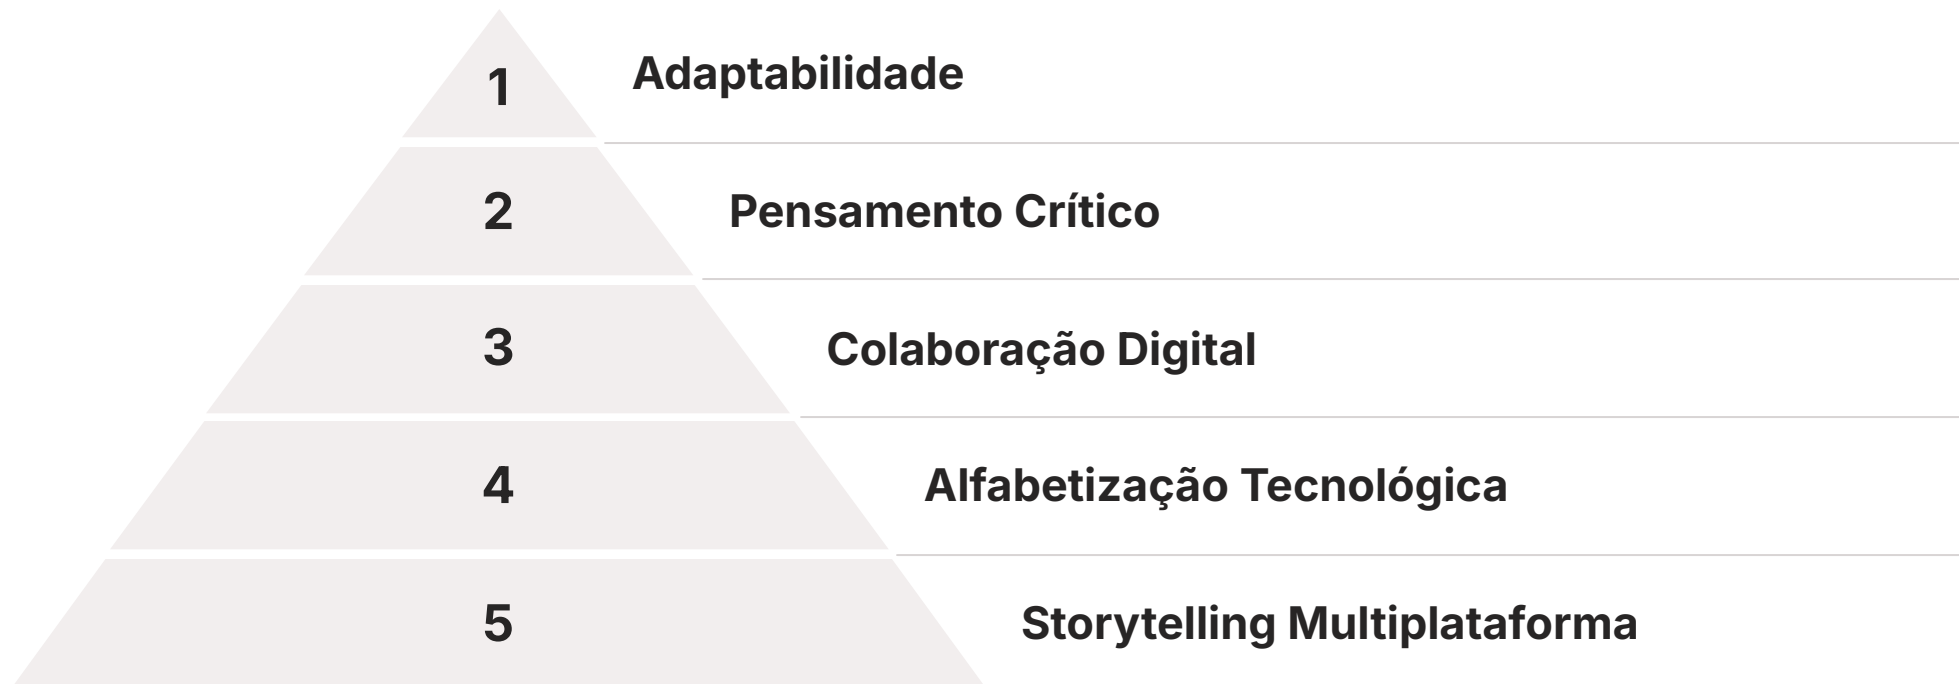 1
Adaptabilidade
2
Pensamento Crítico
3
Colaboração Digital
4
Alfabetização Tecnológica
5
Storytelling Multiplataforma